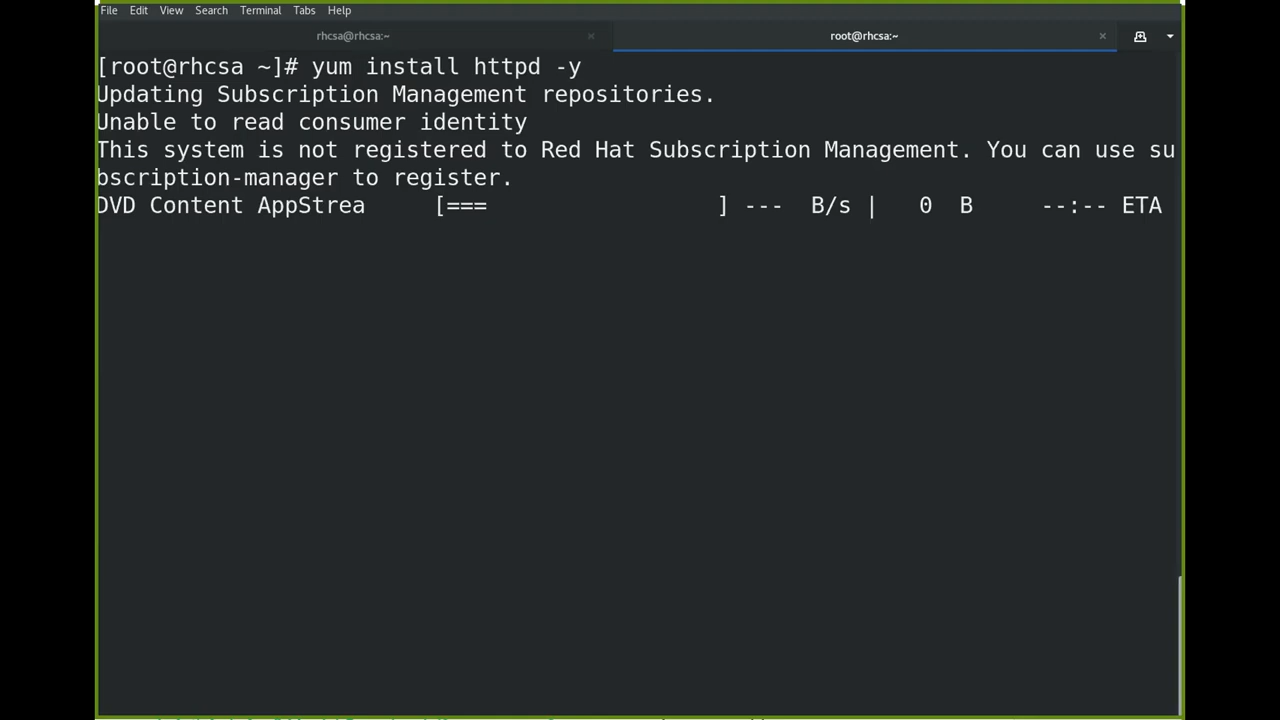 File Edit View Search Terminal Tabs Help
rhcsa@rhcsa:~ × root@rhcsa:~ ×
[root@rhcsa ~]# yum install httpd -y
Updating Subscription Management repositories.
Unable to read consumer identity
This system is not registered to Red Hat Subscription Management. You can use su
bscription-manager to register.
DVD Content AppStrea     [===                 ] ---  B/s |   0  B     --:-- ETA